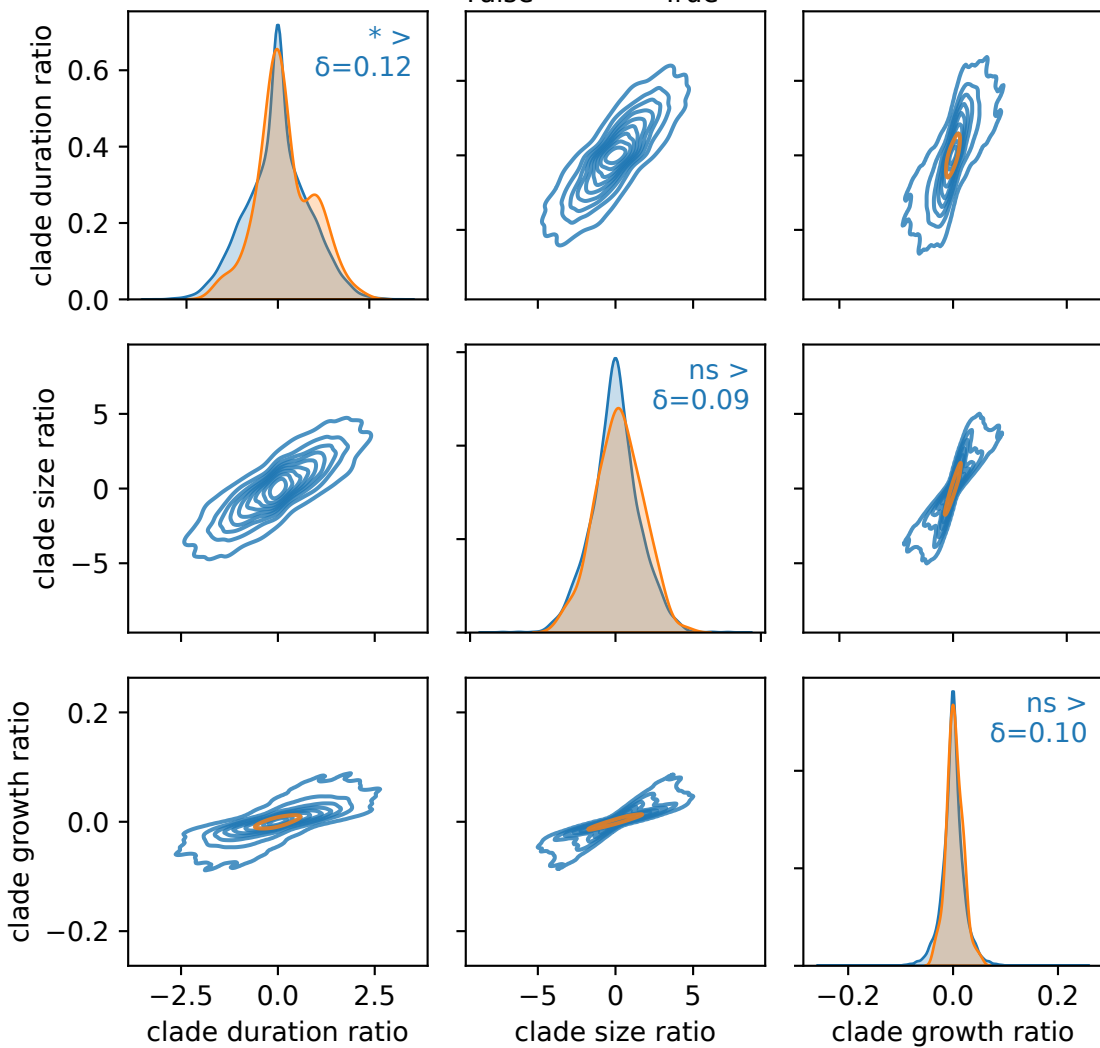 True
clade duration ratio
0.6
0.4
0.2
0.0
* >
δ=0.12
clade size ratio
5
0
−5
ns >
δ=0.09
clade growth ratio
0.2
0.0
−0.2
ns >
δ=0.10
−2.5 0.0 2.5
−5 0 5
−0.2 0.0 0.2
clade duration ratio
clade size ratio
clade growth ratio